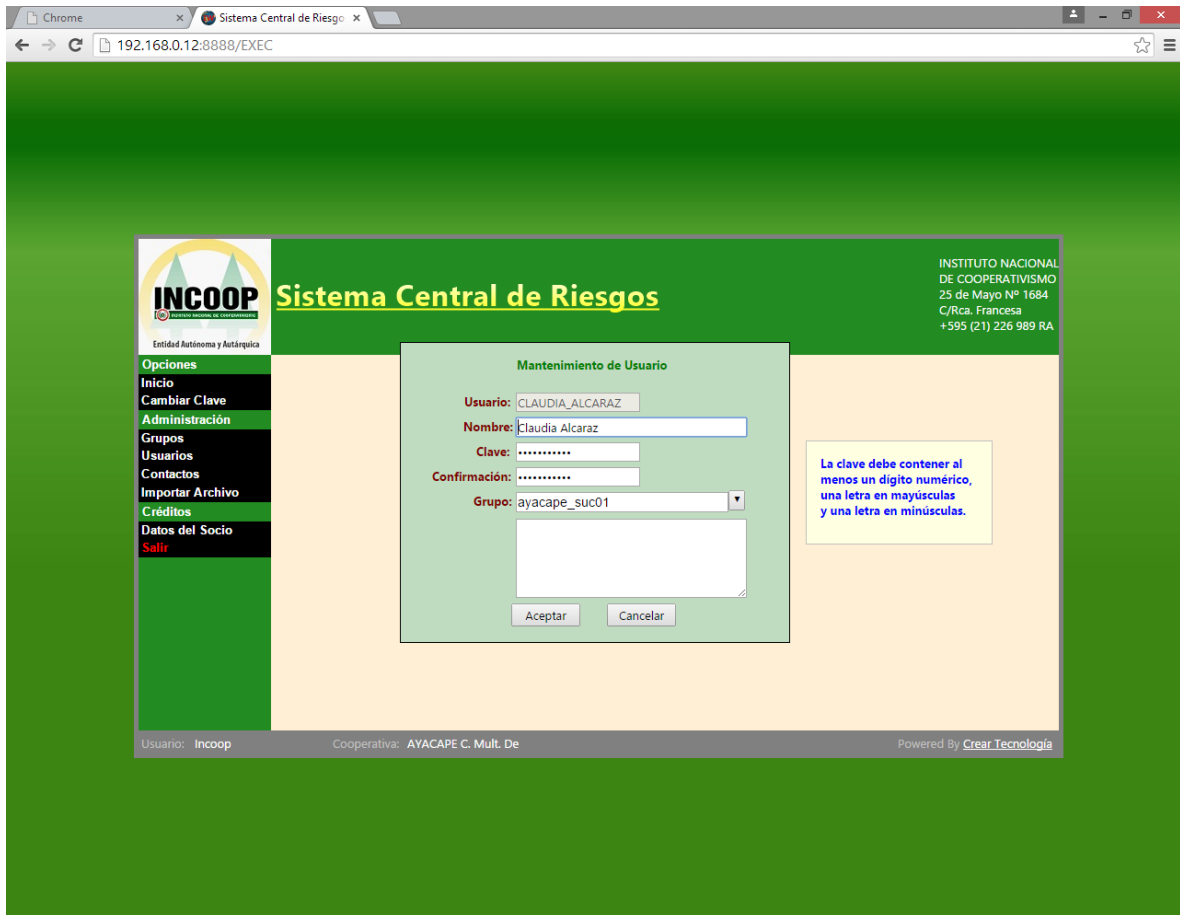 Chrome
Sistema Central de Riesgo
192.168.0.12:8888/EXEC
INCOOP
INSTITUTO NACIONAL DE COOPERATIVISMO
Entidad Autónoma y Autárquica
Sistema Central de Riesgos
INSTITUTO NACIONAL
DE COOPERATIVISMO
25 de Mayo Nº 1684
C/Rca. Francesa
+595 (21) 226 989 RA
Opciones
Inicio
Cambiar Clave
Administración
Grupos
Usuarios
Contactos
Importar Archivo
Créditos
Datos del Socio
Salir
Mantenimiento de Usuario
Usuario: CLAUDIA_ALCARAZ
Nombre: Claudia Alcaraz
Clave: •••••••••••
Confirmación: •••••••••••
Grupo: ayacape_suc01
Aceptar Cancelar
La clave debe contener al
menos un dígito numérico,
una letra en mayúsculas
y una letra en minúsculas.
Usuario: Incoop Cooperativa: AYACAPE C. Mult. De Powered By Crear Tecnología